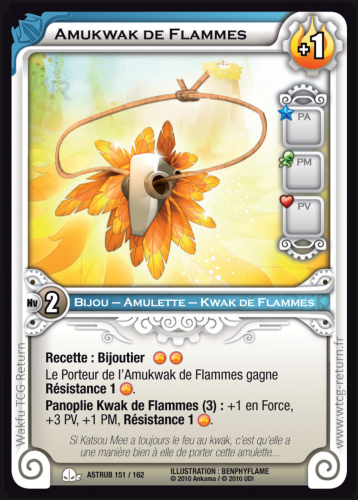 AMUKWAK DE FLAMMES
+1
R
PA
PM
PV
Nv 2
BIJOU – AMULETTE – KWAK DE FLAMMES
Recette : Bijoutier
Le Porteur de l'Amukwak de Flammes gagne
Résistance 1 .
Panoplie Kwak de Flammes (3) : +1 en Force,
+3 PV, +1 PM, Résistance 1 .
Si Katsou Mee a toujours le feu au kwak, c'est qu'elle a
une manière bien à elle de porter cette amulette...
ASTRUB 151 / 162
ILLUSTRATION : BENPHYFLAME
© 2010 Ankama / © 2010 UDI
Wakfu TCG Return
www.wtcg-return.fr